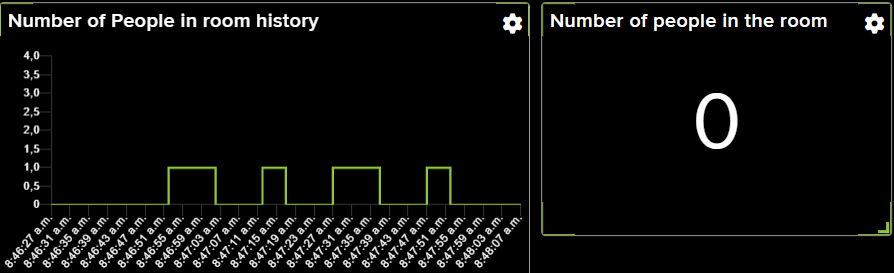 Number of People in room history
4,0
3,5
3,0
2,5
2,0
1,5
1,0
0,5
0
8:46:27 a.m.
8:46:31 a.m.
8:46:35 a.m.
8:46:39 a.m.
8:46:43 a.m.
8:46:47 a.m.
8:46:51 a.m.
8:46:55 a.m.
8:46:59 a.m.
8:47:03 a.m.
8:47:07 a.m.
8:47:11 a.m.
8:47:15 a.m.
8:47:19 a.m.
8:47:23 a.m.
8:47:27 a.m.
8:47:31 a.m.
8:47:35 a.m.
8:47:39 a.m.
8:47:43 a.m.
8:47:47 a.m.
8:47:51 a.m.
8:47:55 a.m.
8:47:59 a.m.
8:48:03 a.m.
8:48:07 a.m.
Number of people in the room
0